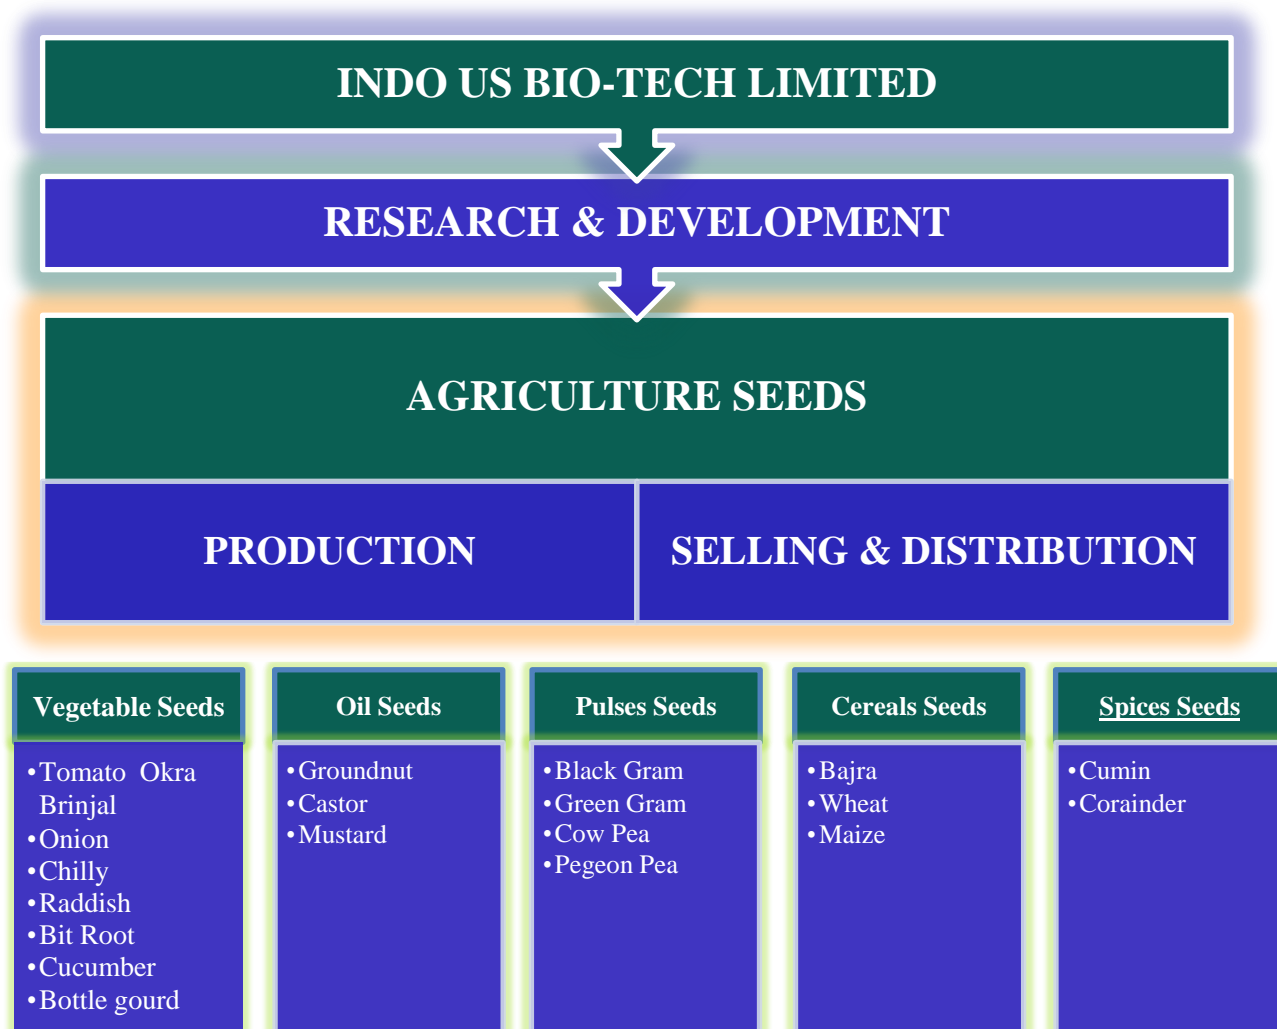 INDO US BIO-TECH LIMITED
RESEARCH & DEVELOPMENT
AGRICULTURE SEEDS
PRODUCTION
SELLING & DISTRIBUTION
Vegetable Seeds
•Tomato Okra
Brinjal
•Onion
•Chilly
•Raddish
•Bit Root
•Cucumber
•Bottle gourd
Oil Seeds
•Groundnut
•Castor
•Mustard
Pulses Seeds
•Black Gram
•Green Gram
•Cow Pea
•Pegeon Pea
Cereals Seeds
•Bajra
•Wheat
•Maize
Spices Seeds
•Cumin
•Corainder